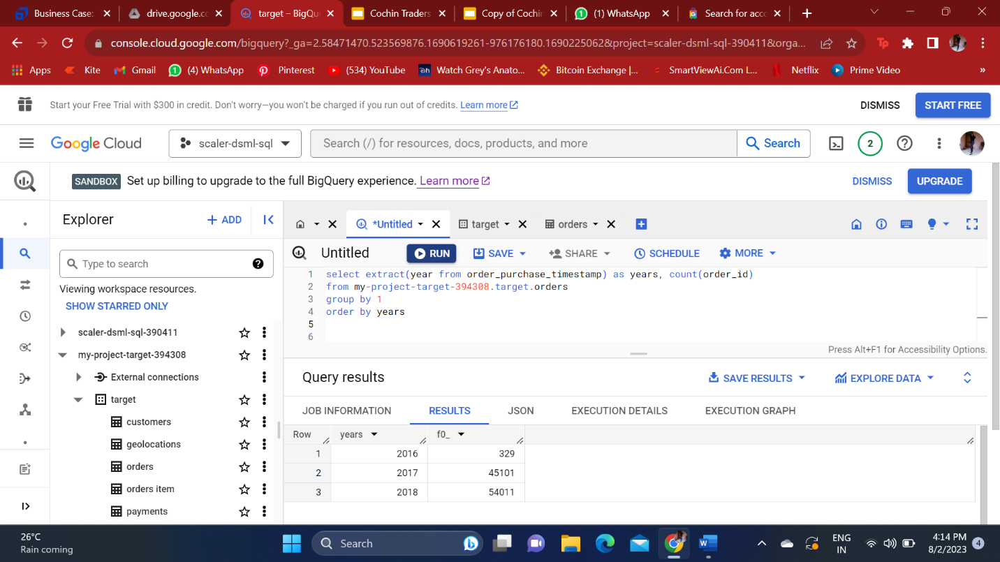 Business Case:
drive.google.cc
target – BigQu
Cochin Traders
Copy of Cochin
(1) WhatsApp
Search for acc
console.cloud.google.com/bigquery?_ga=2.58471470.523569876.1690619261-976176180.1690225062&project=scaler-dsml-sql-390411&orga...
Apps
Kite
Gmail
(4) WhatsApp
Pinterest
(534) YouTube
Watch Grey's Anato...
Bitcoin Exchange |...
SmartViewAi.Com L...
Netflix
Prime Video
»
Start your Free Trial with $300 in credit. Don't worry—you won't be charged if you run out of credits. Learn more
DISMISS
START FREE
Google Cloud
scaler-dsml-sql
Search (/) for resources, docs, products, and more
Search
2
SANDBOX Set up billing to upgrade to the full BigQuery experience. Learn more
DISMISS
UPGRADE
Explorer
+ ADD
Type to search
Viewing workspace resources.
SHOW STARRED ONLY
scaler-dsml-sql-390411
my-project-target-394308
External connections
target
customers
geolocations
orders
orders item
payments
*Untitled
target
orders
Untitled
RUN
SAVE
SHARE
SCHEDULE
MORE
1 select extract(year from order_purchase_timestamp) as years, count(order_id)
2 from my-project-target-394308.target.orders
3 group by 1
4 order by years
5
6
Press Alt+F1 for Accessibility Options.
Query results
SAVE RESULTS
EXPLORE DATA
JOB INFORMATION
RESULTS
JSON
EXECUTION DETAILS
EXECUTION GRAPH
Row years f0_
1 2016 329
2 2017 45101
3 2018 54011
26°C
Rain coming
Search
ENG
IN
4:14 PM
8/2/2023
4